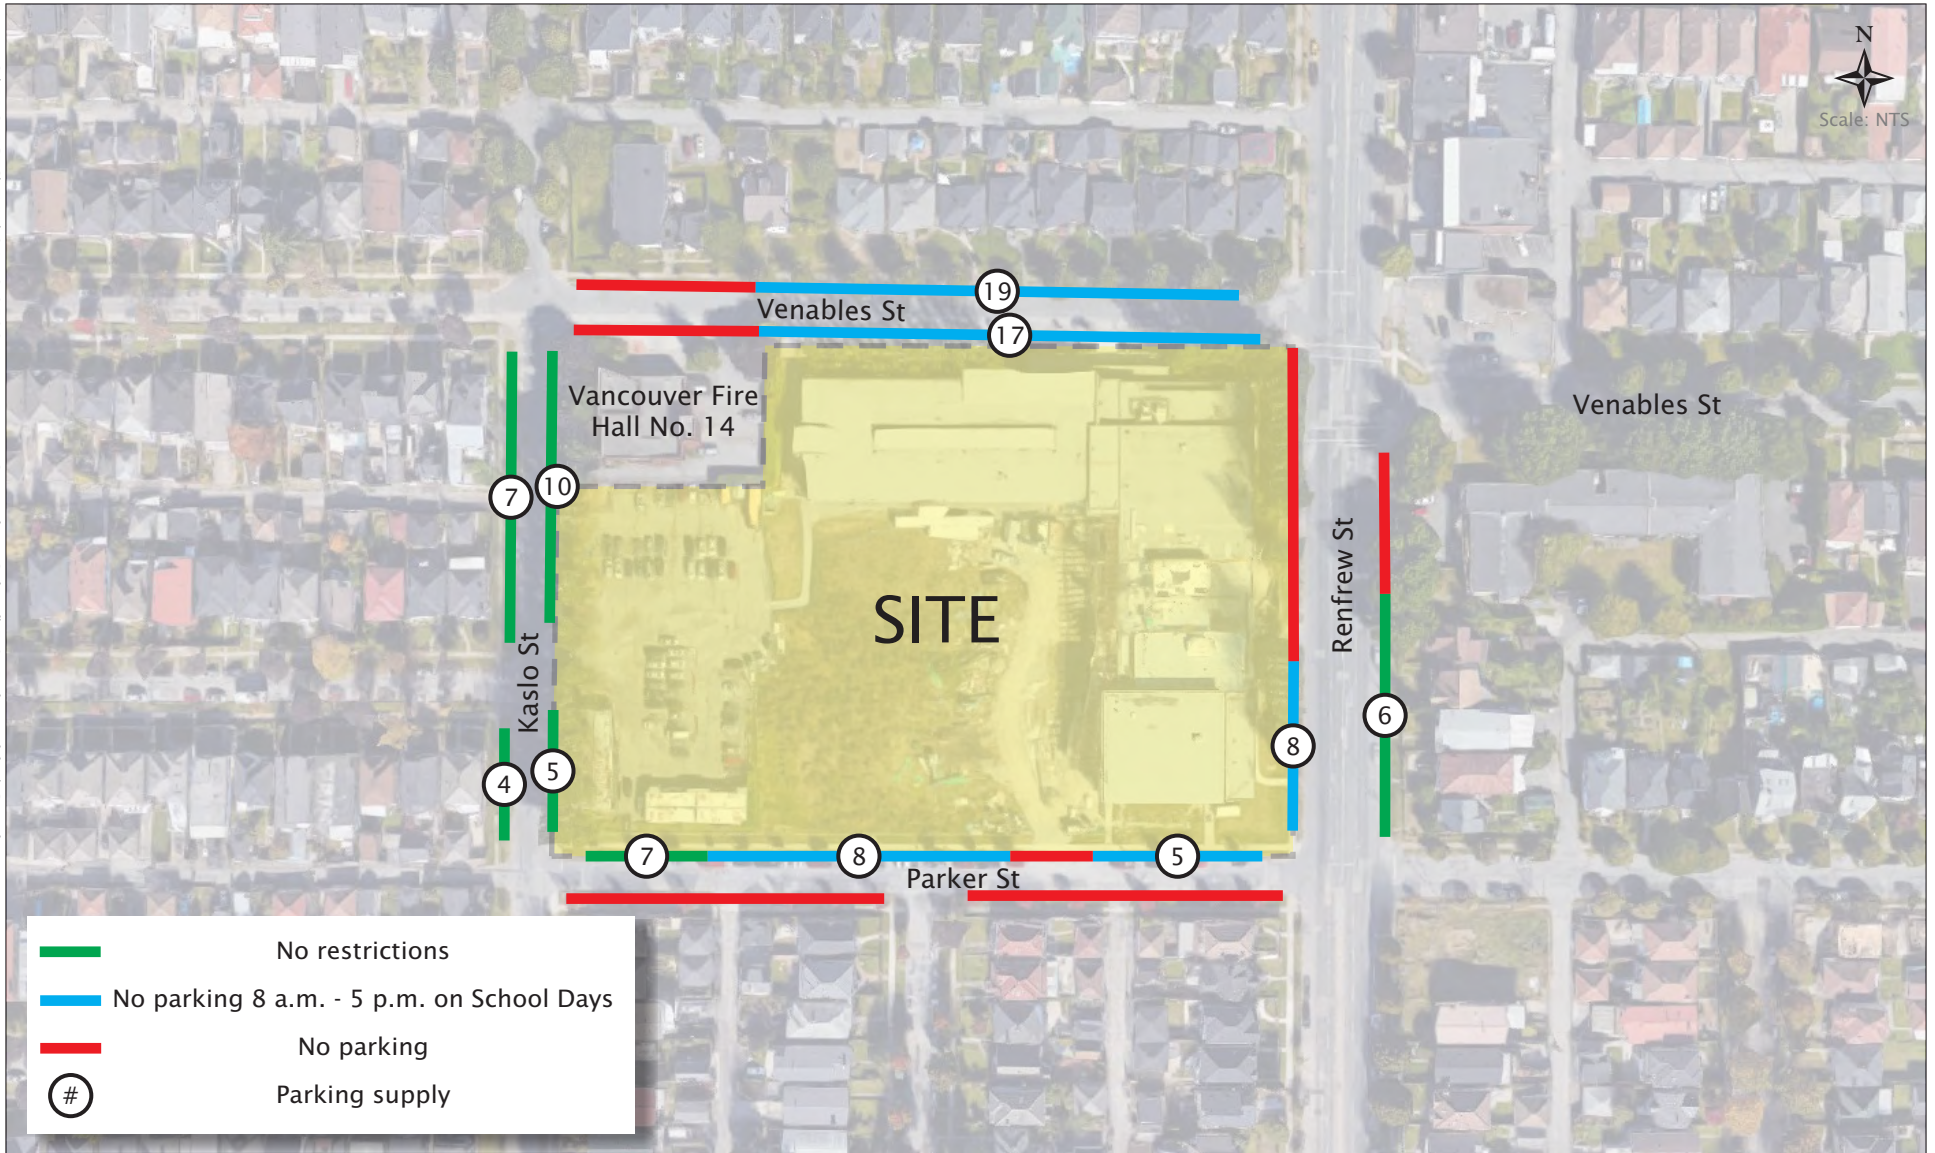 N
Scale: NTS
19
Venables St
17
Vancouver Fire
Hall No. 14
Venables St
7
10
Renfrew St
SITE
Kaslo St
6
8
4
5
7
8
5
Parker St
No restrictions
No parking 8 a.m. - 5 p.m. on School Days
No parking
# Parking supply